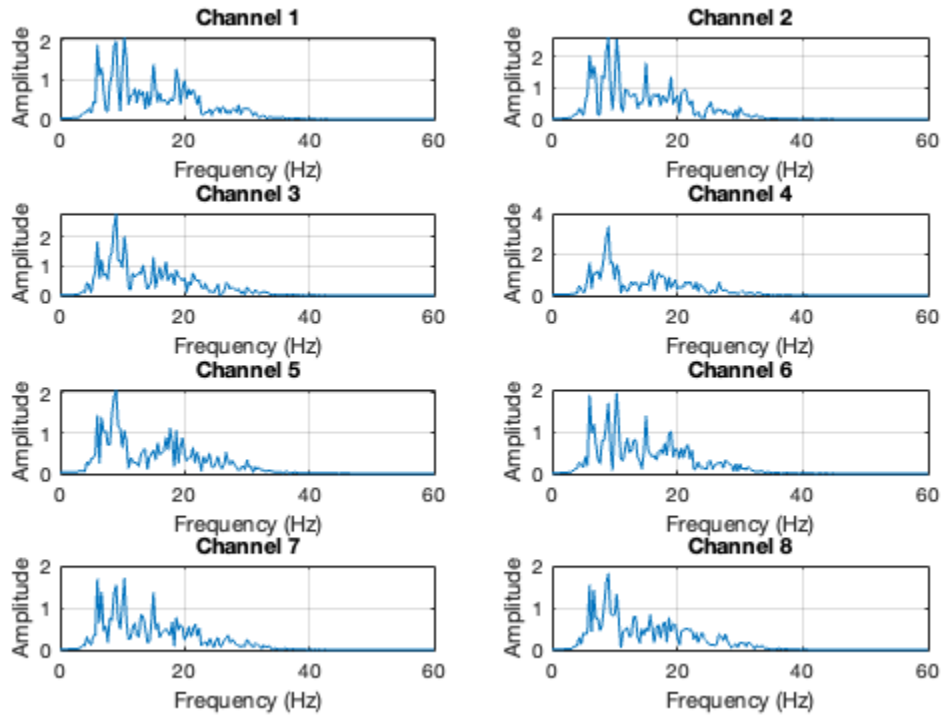 Channel 1
Amplitude
2
1
0
0 20 40 60
Frequency (Hz)
Channel 2
Amplitude
2
1
0
0 20 40 60
Frequency (Hz)
Channel 3
Amplitude
2
1
0
0 20 40 60
Frequency (Hz)
Channel 4
Amplitude
4
2
0
0 20 40 60
Frequency (Hz)
Channel 5
Amplitude
2
1
0
0 20 40 60
Frequency (Hz)
Channel 6
Amplitude
2
1
0
0 20 40 60
Frequency (Hz)
Channel 7
Amplitude
2
1
0
0 20 40 60
Frequency (Hz)
Channel 8
Amplitude
2
1
0
0 20 40 60
Frequency (Hz)